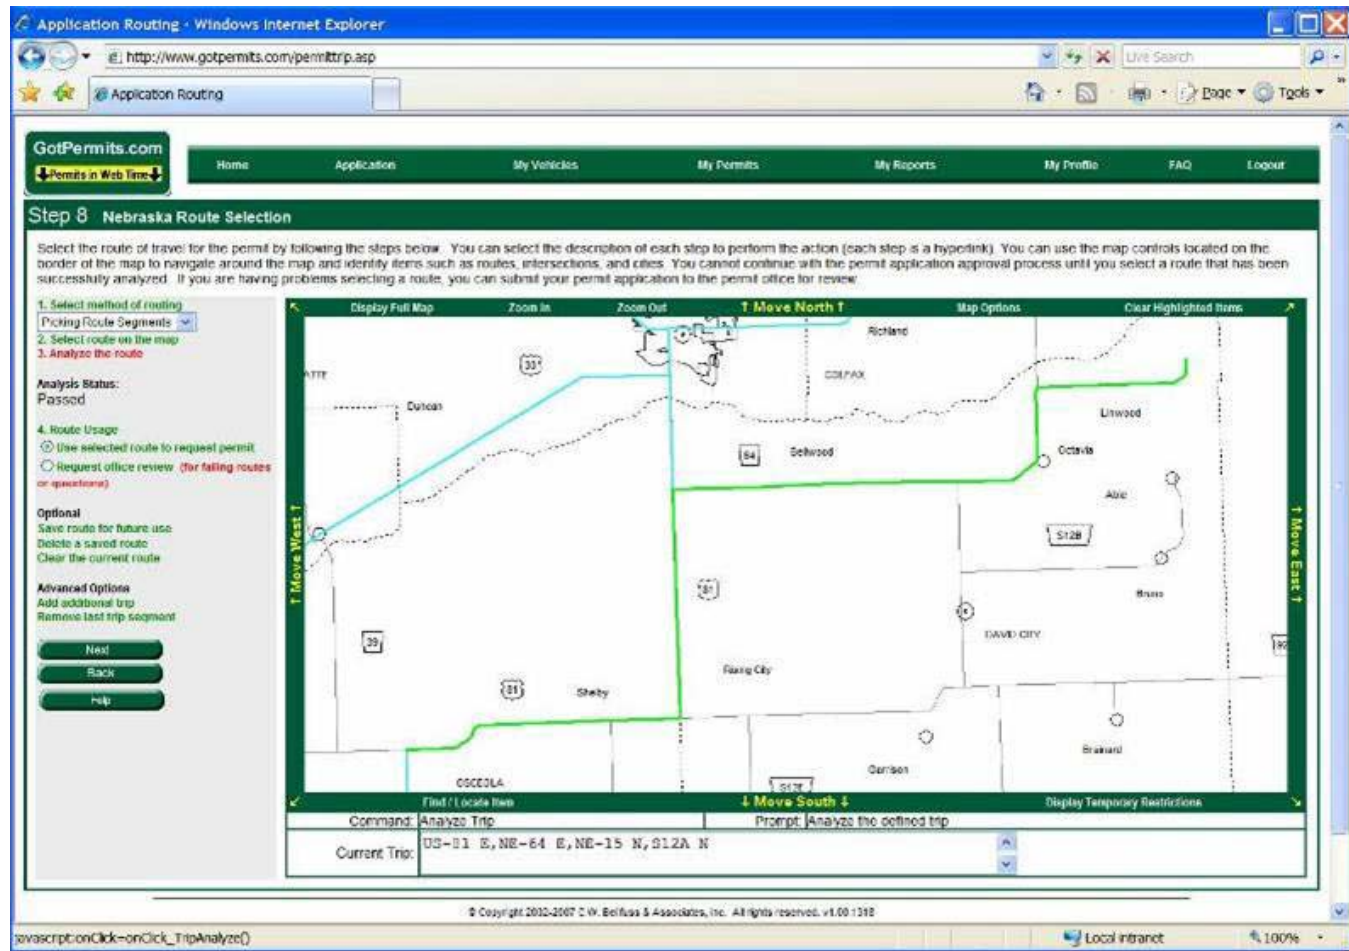 Application Routing - Windows Internet Explorer
http://www.gotpermits.com/permittrip.asp
Live Search
Application Routing
Page
Tools
GotPermits.com
Permits in Web Time
Home
Application
My Vehicles
My Permits
My Reports
My Profile
FAQ
Logout
Step 8 Nebraska Route Selection
Select the route of travel for the permit by following the steps below. You can select the description of each step to perform the action (each step is a hyperlink). You can use the map controls located on the
border of the map to navigate around the map and identify items such as routes, intersections, and cities. You cannot continue with the permit application approval process until you select a route that has been
successfully analyzed. If you are having problems selecting a route, you can submit your permit application to the permit office for review.
1. Select method of routing
Picking Route Segments
2. Select route on the map
3. Analyze the route
Analysis Status:
Passed
4. Route Usage
Use selected route to request permit
Request office review (for failing routes
or questions)
Optional
Save route for future use
Delete a saved route
Clear the current route
Advanced Options
Add additional trip
Remove last trip segment
Next
Back
Help
Display Full Map
Zoom In
Zoom Out
↑ Move North ↑
Map Options
Clear Highlighted Items
↑ Move West ↑
↑ Move East ↑
Richland
COLFAX
ATTE
Duncan
Linwood
64
Bellwood
Octavia
Abie
S12B
81
Bruno
DAVID CITY
39
92
Rising City
81
Shelby
Brainard
Garrison
OSCEOLA
Find / Locate Item
↓ Move South ↓
Display Temporary Restrictions
Command: Analyze Trip
Prompt: Analyze the defined trip
Current Trip:
US-81 E,NE-64 E,NE-15 N,S12A N
© Copyright 2002-2007 C.W. Beilfuss & Associates, Inc. All rights reserved. v1.00.1318
javascript:onClick=onClick_TripAnalyze()
Local intranet
100%